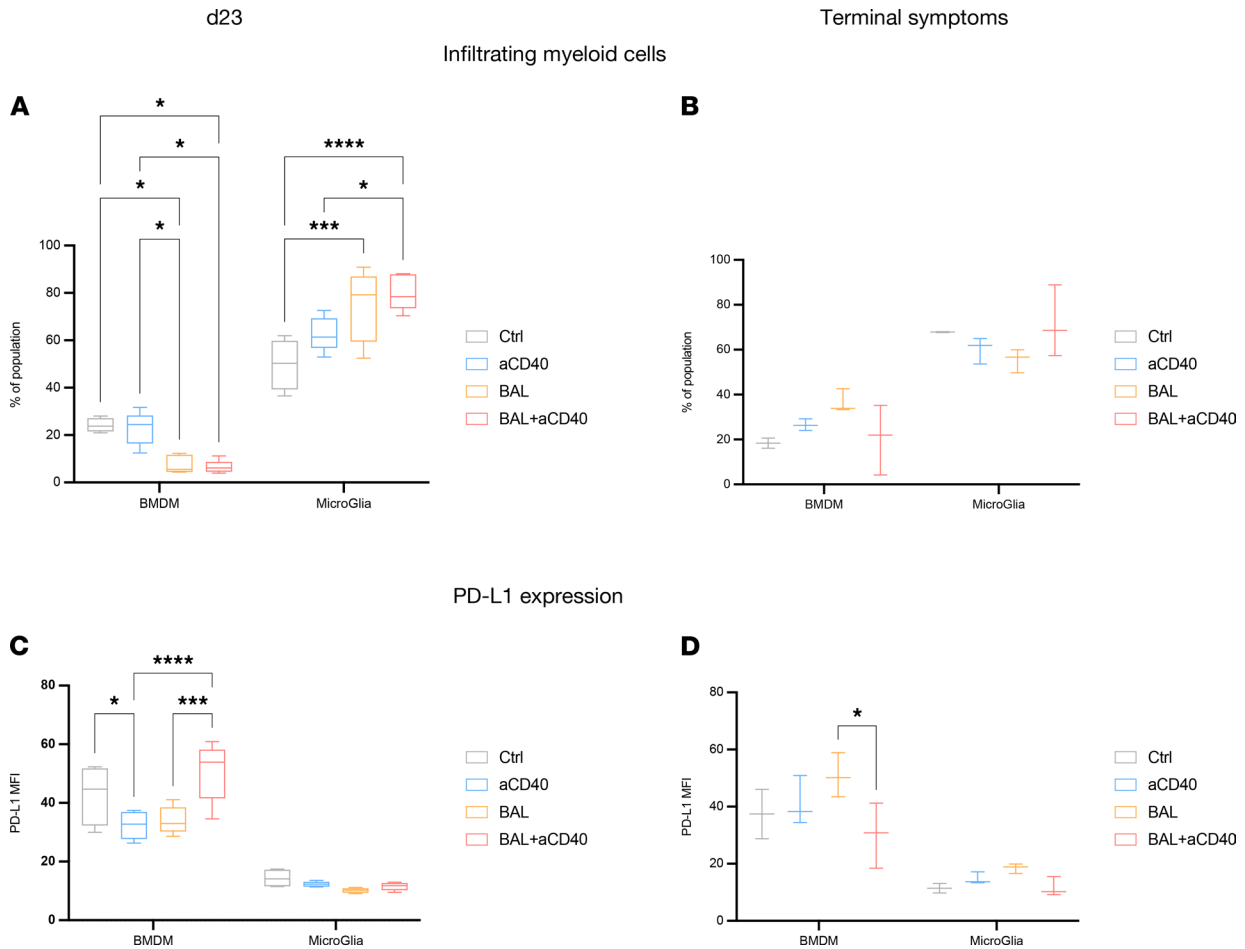 d23
Terminal symptoms
Infiltrating myeloid cells
A
*
*
*
*
****
*
***
% of population
100
80
60
40
20
0
BMDM
MicroGlia
Ctrl
aCD40
BAL
BAL+aCD40
B
% of population
100
80
60
40
20
0
BMDM
MicroGlia
Ctrl
aCD40
BAL
BAL+aCD40
PD-L1 expression
C
****
*
***
PD-L1 MFI
80
60
40
20
0
BMDM
MicroGlia
Ctrl
aCD40
BAL
BAL+aCD40
D
*
PD-L1 MFI
80
60
40
20
0
BMDM
MicroGlia
Ctrl
aCD40
BAL
BAL+aCD40